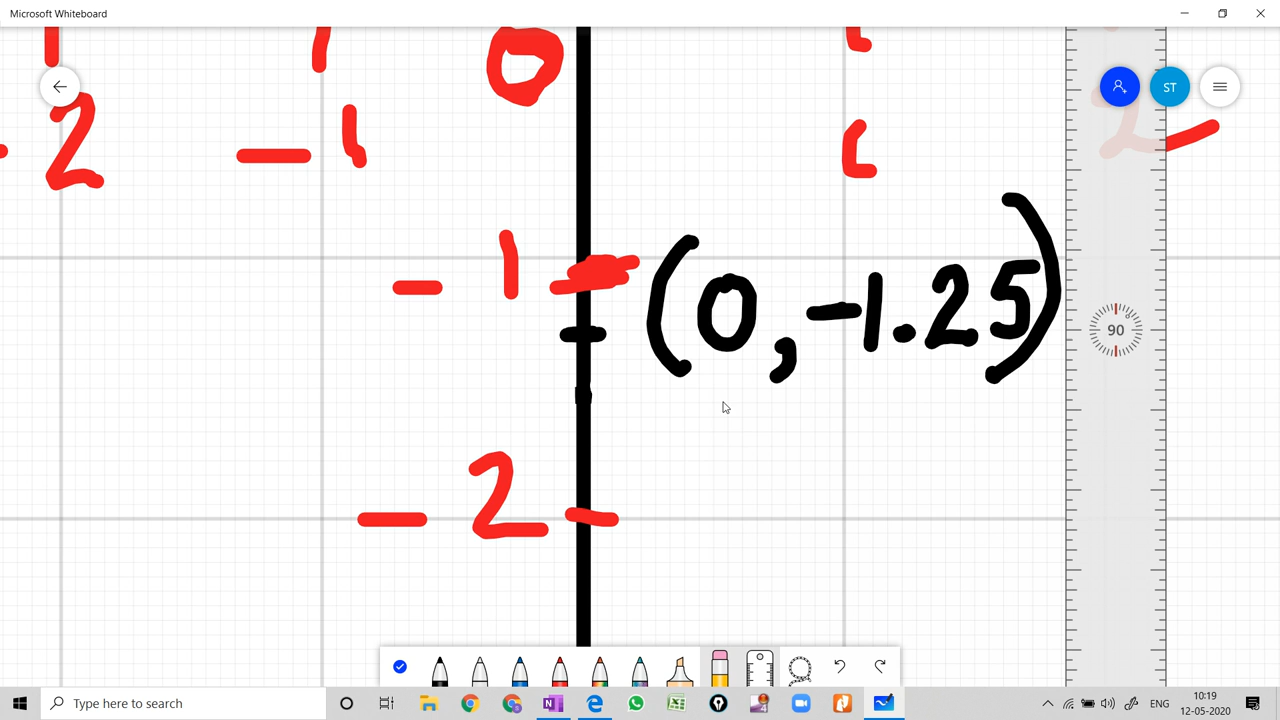 Microsoft Whiteboard
0
ST
2 -1
-1
(0,-1.25)
90
-2
Type here to search
ENG
10:19
12-05-2020